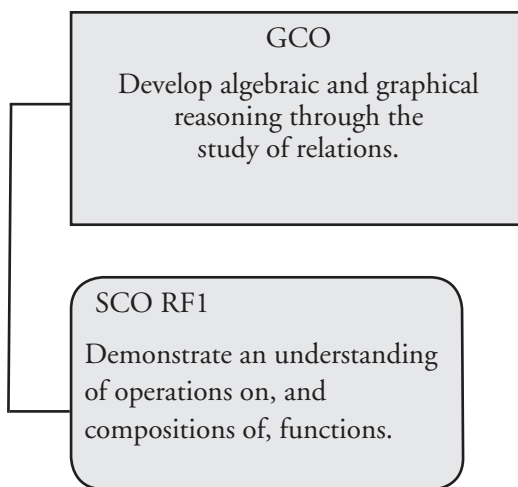 GCO
Develop algebraic and graphical
reasoning through the
study of relations.
SCO RF1
Demonstrate an understanding
of operations on, and
compositions of, functions.